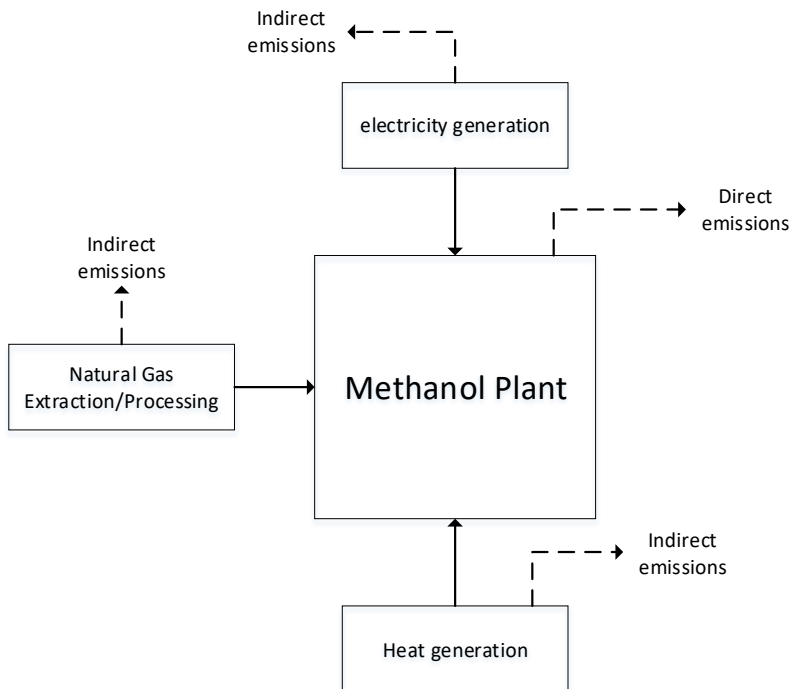 Indirect
emissions
electricity generation
Direct
emissions
Indirect
emissions
Natural Gas
Extraction/Processing
Methanol Plant
Indirect
emissions
Heat generation